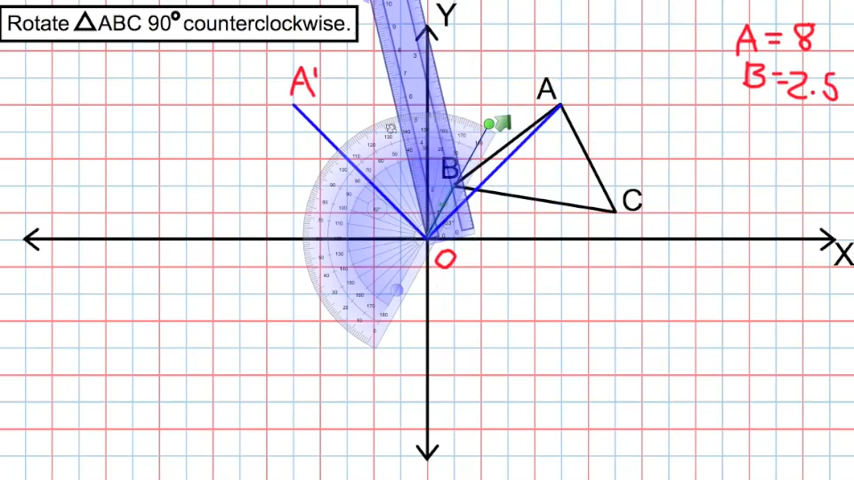 Rotate △ABC 90° counterclockwise.
Y
A = 8
B = 2.5
A'
A
B
C
O
X